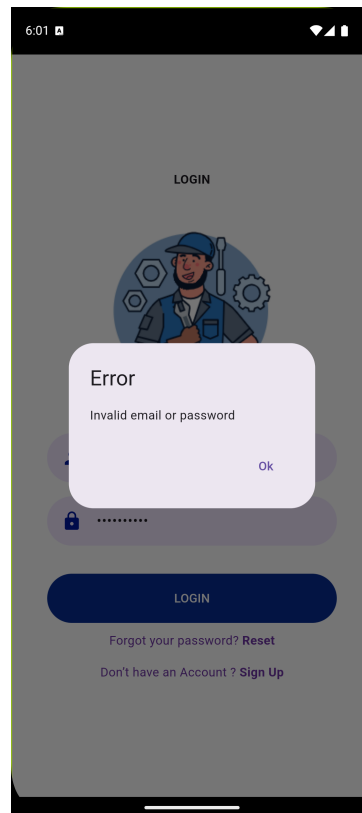 6:01 A
LOGIN
Error
Invalid email or password
Ok
••••••••••
LOGIN
Forgot your password? Reset
Don't have an Account ? Sign Up